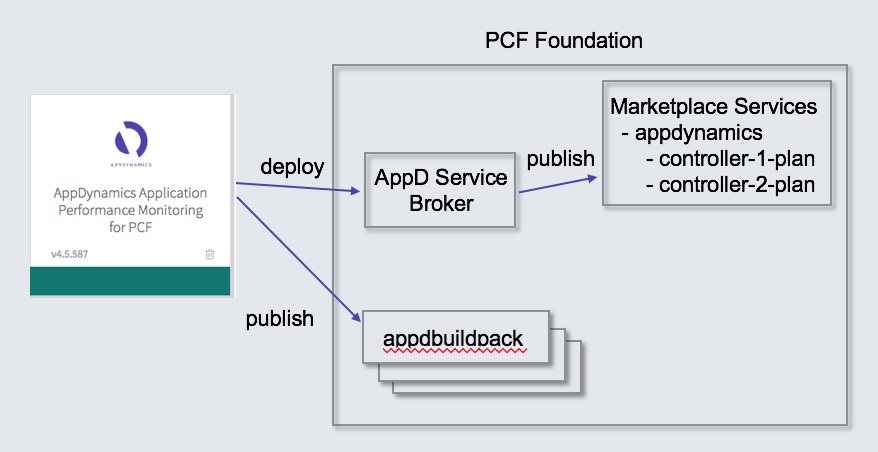 PCF Foundation
APPDYNAMICS
AppDynamics Application
Performance Monitoring
for PCF
v4.5.587
deploy
publish
AppD Service
Broker
publish
Marketplace Services
- appdynamics
- controller-1-plan
- controller-2-plan
appdbuildpack